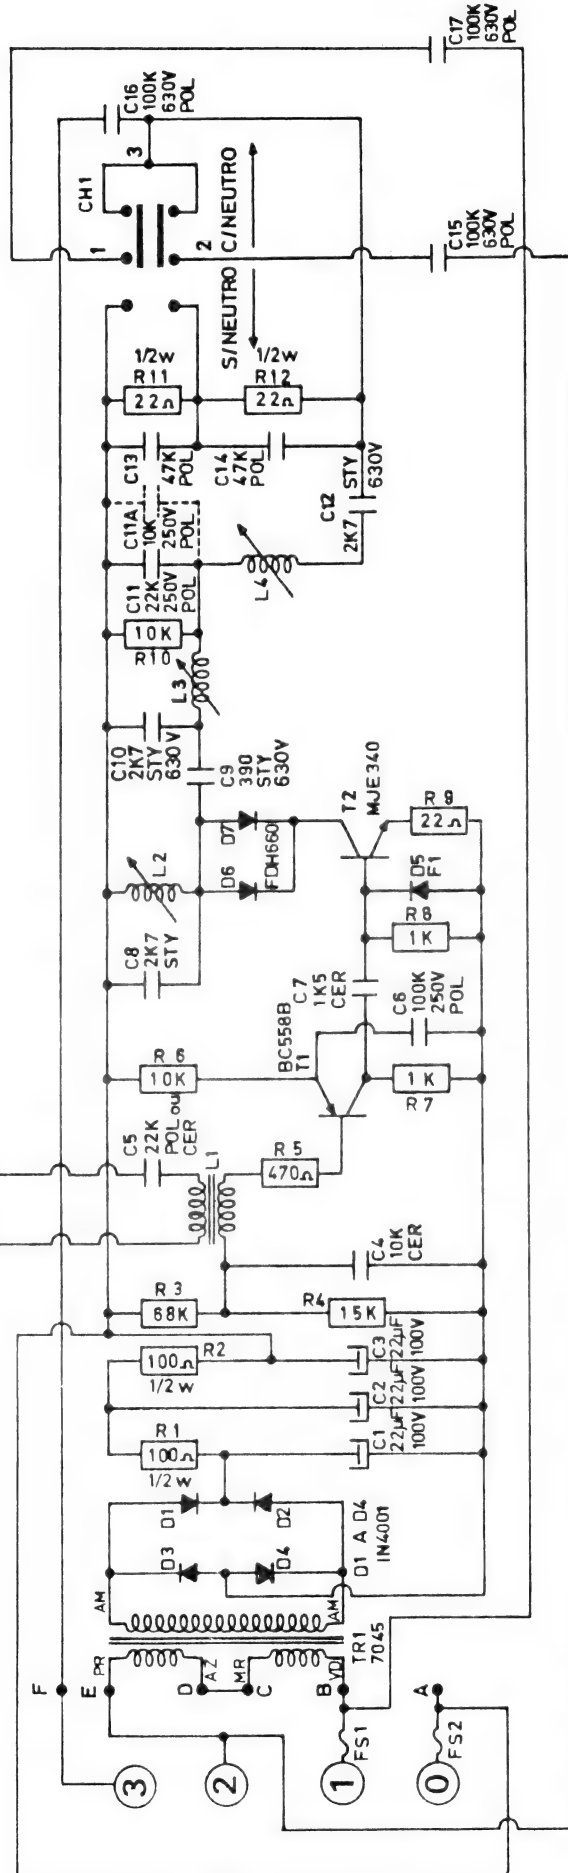 C17
100K
630V
POL
C16
100K
630V
POL
3
CH1
1
2
S/NEUTRO C/NEUTRO
C15
100K
630V
POL
1/2w
R11
22Ω
1/2w
R12
22Ω
C13
47K
POL
C14
47K
POL
C11A
10K
250V
POL
C12
2K7
STY
630V
C11
22K
250V
POL
L4
10K
R10
L3
C10
2K7
STY
630V
C9
390
STY
630V
T2
MJE340
R9
22Ω
D7
D6
FDH660
L2
D5
F1
C8
2K7
STY
R8
1K
C7
1K5
CER
C6
100K
250V
POL
BC558B
T1
R6
10K
1K
R7
C5
22K
POL ou
CER
L1
R5
470Ω
C4
10K
CER
R3
68K
R4
15K
R2
100Ω
1/2w
C3
22µF
100V
C2
22µF
100V
C1
22µF
100V
R1
100Ω
1/2w
D1
D2
D3
D4
D1 A D4
IN4001
AM
AM
TR1
7045
PR
AZ
MR
VD
F
E
D
C
B
A
FS1
FS2
3
2
1
0